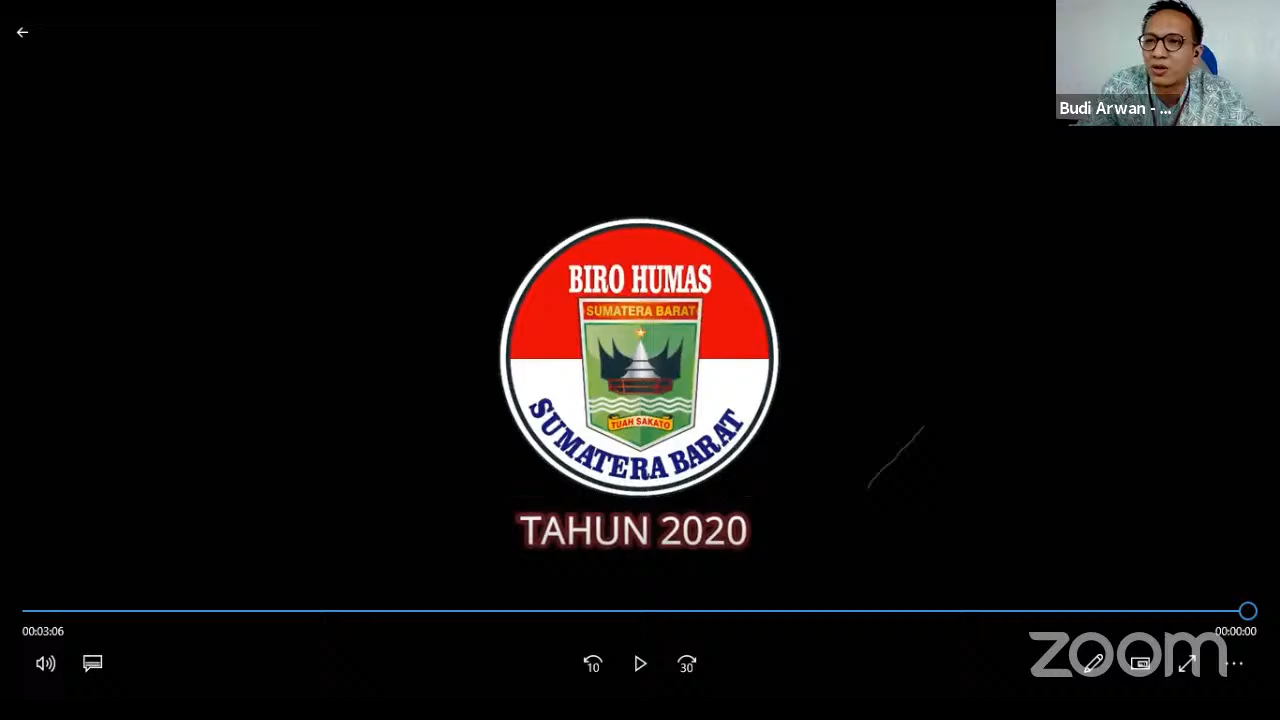 Budi Arwan - ...
BIRO HUMAS
SUMATERA BARAT
TUAH SAKATO
SUMATERA BARAT
TAHUN 2020
00:03:06
00:00:00
10
30
zoom